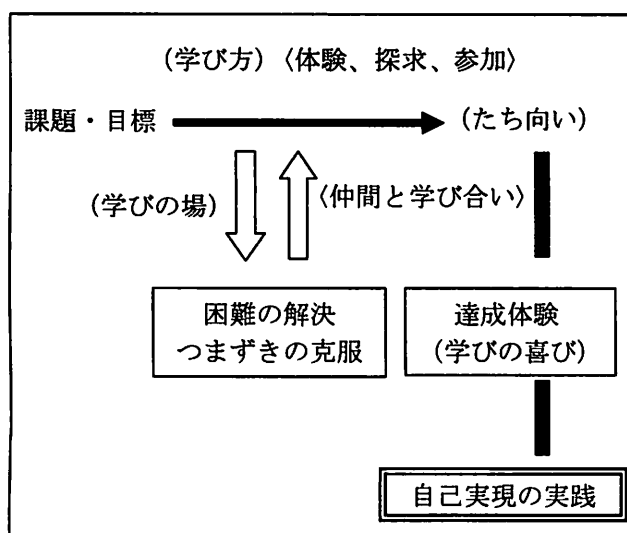 (学び方)〈体験、探求、参加〉
課題・目標
(たち向い)
(学びの場)
〈仲間と学び合い〉
困難の解決
つまずきの克服
達成体験
(学びの喜び)
自己実現の実践